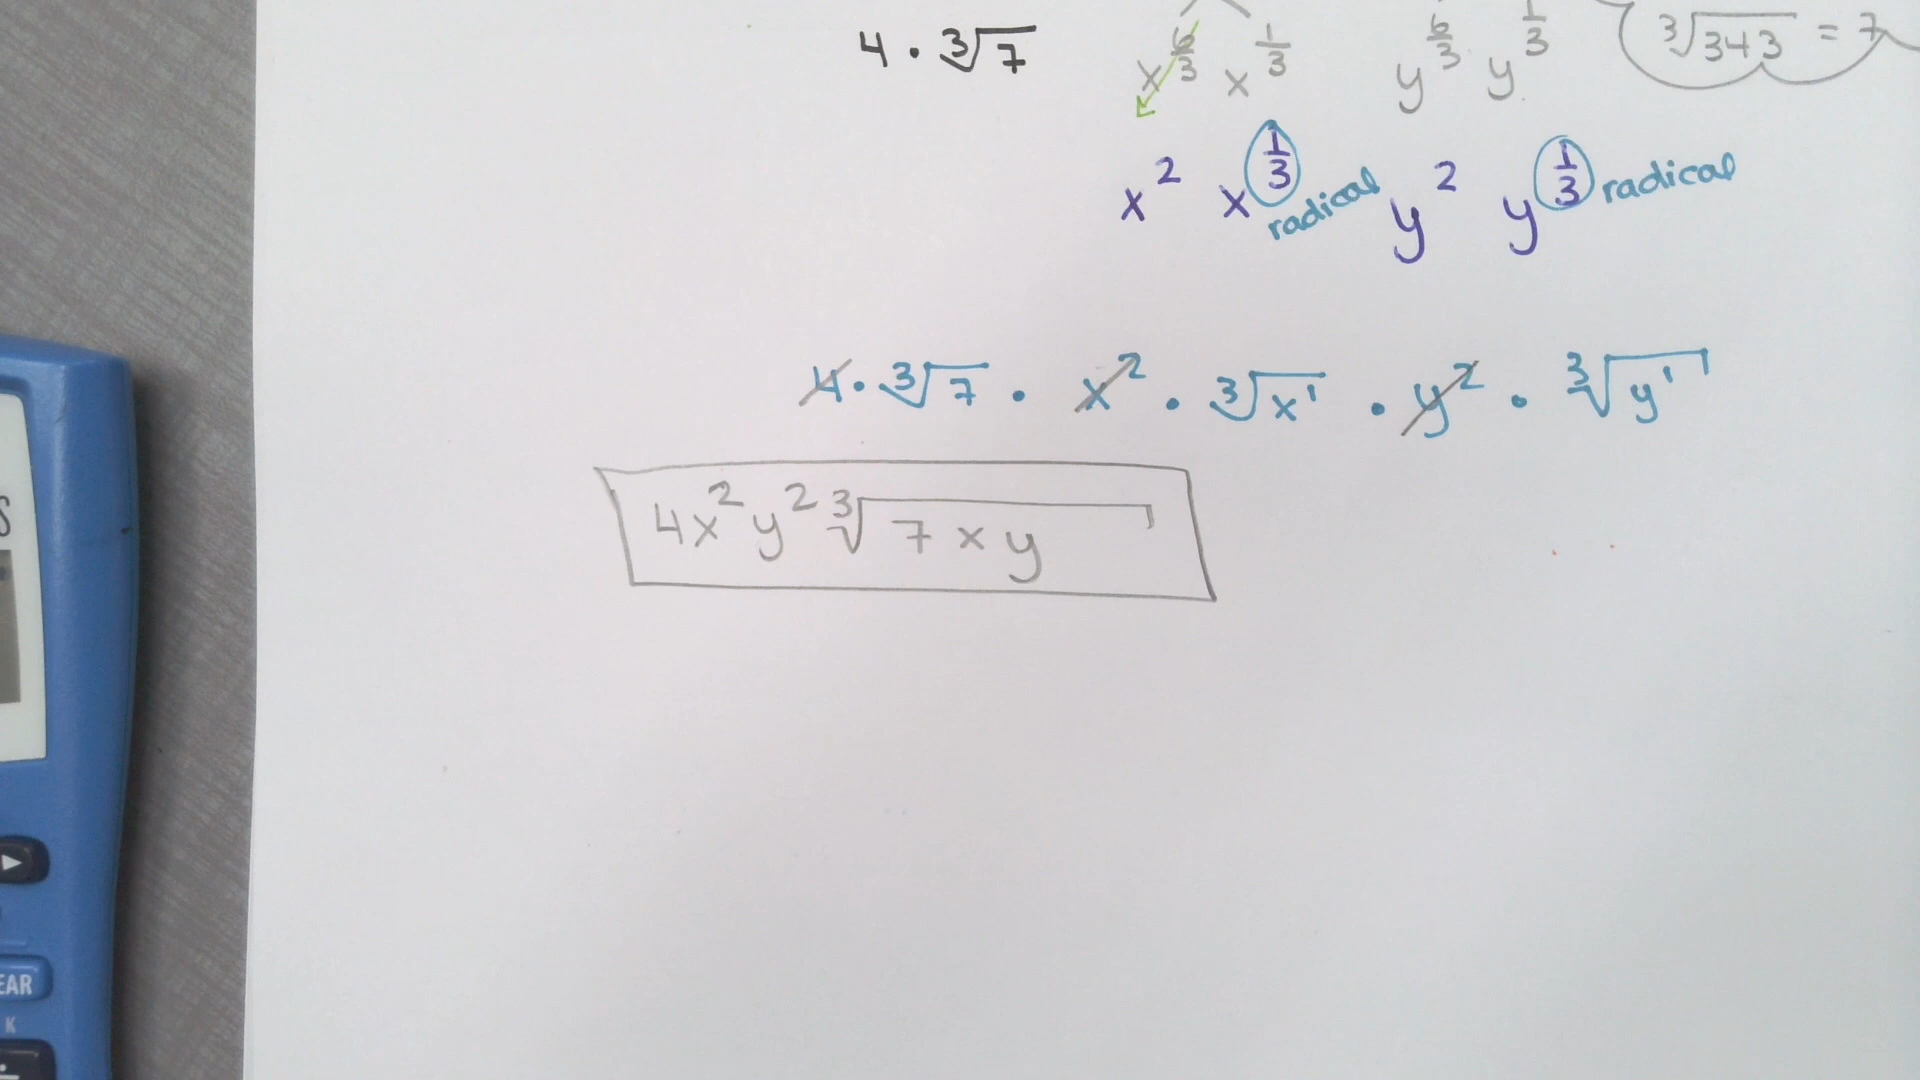 4 · ∛7 x^(6/3) x^(1/3) y^(6/3) y^(1/3) ∛343 = 7
x² x^(1/3) radical y² y^(1/3) radical
4 · ∛7 · x² · ∛x¹ · y² · ∛y¹
4x²y² ∛7xy
S
EAR
K